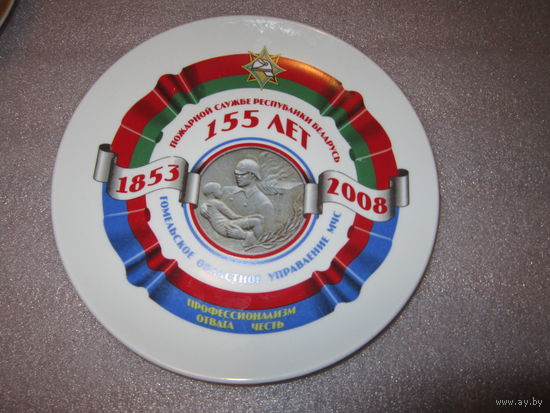 ПОЖАРНОЙ СЛУЖБЕ РЕСПУБЛИКИ БЕЛАРУСЬ
155 ЛЕТ
1853
2008
ГОМЕЛЬСКОЕ ОБЛАСТНОЕ УПРАВЛЕНИЕ МЧС
ПРОФЕССИОНАЛИЗМ
ОТВАГА ЧЕСТЬ
www.ay.by